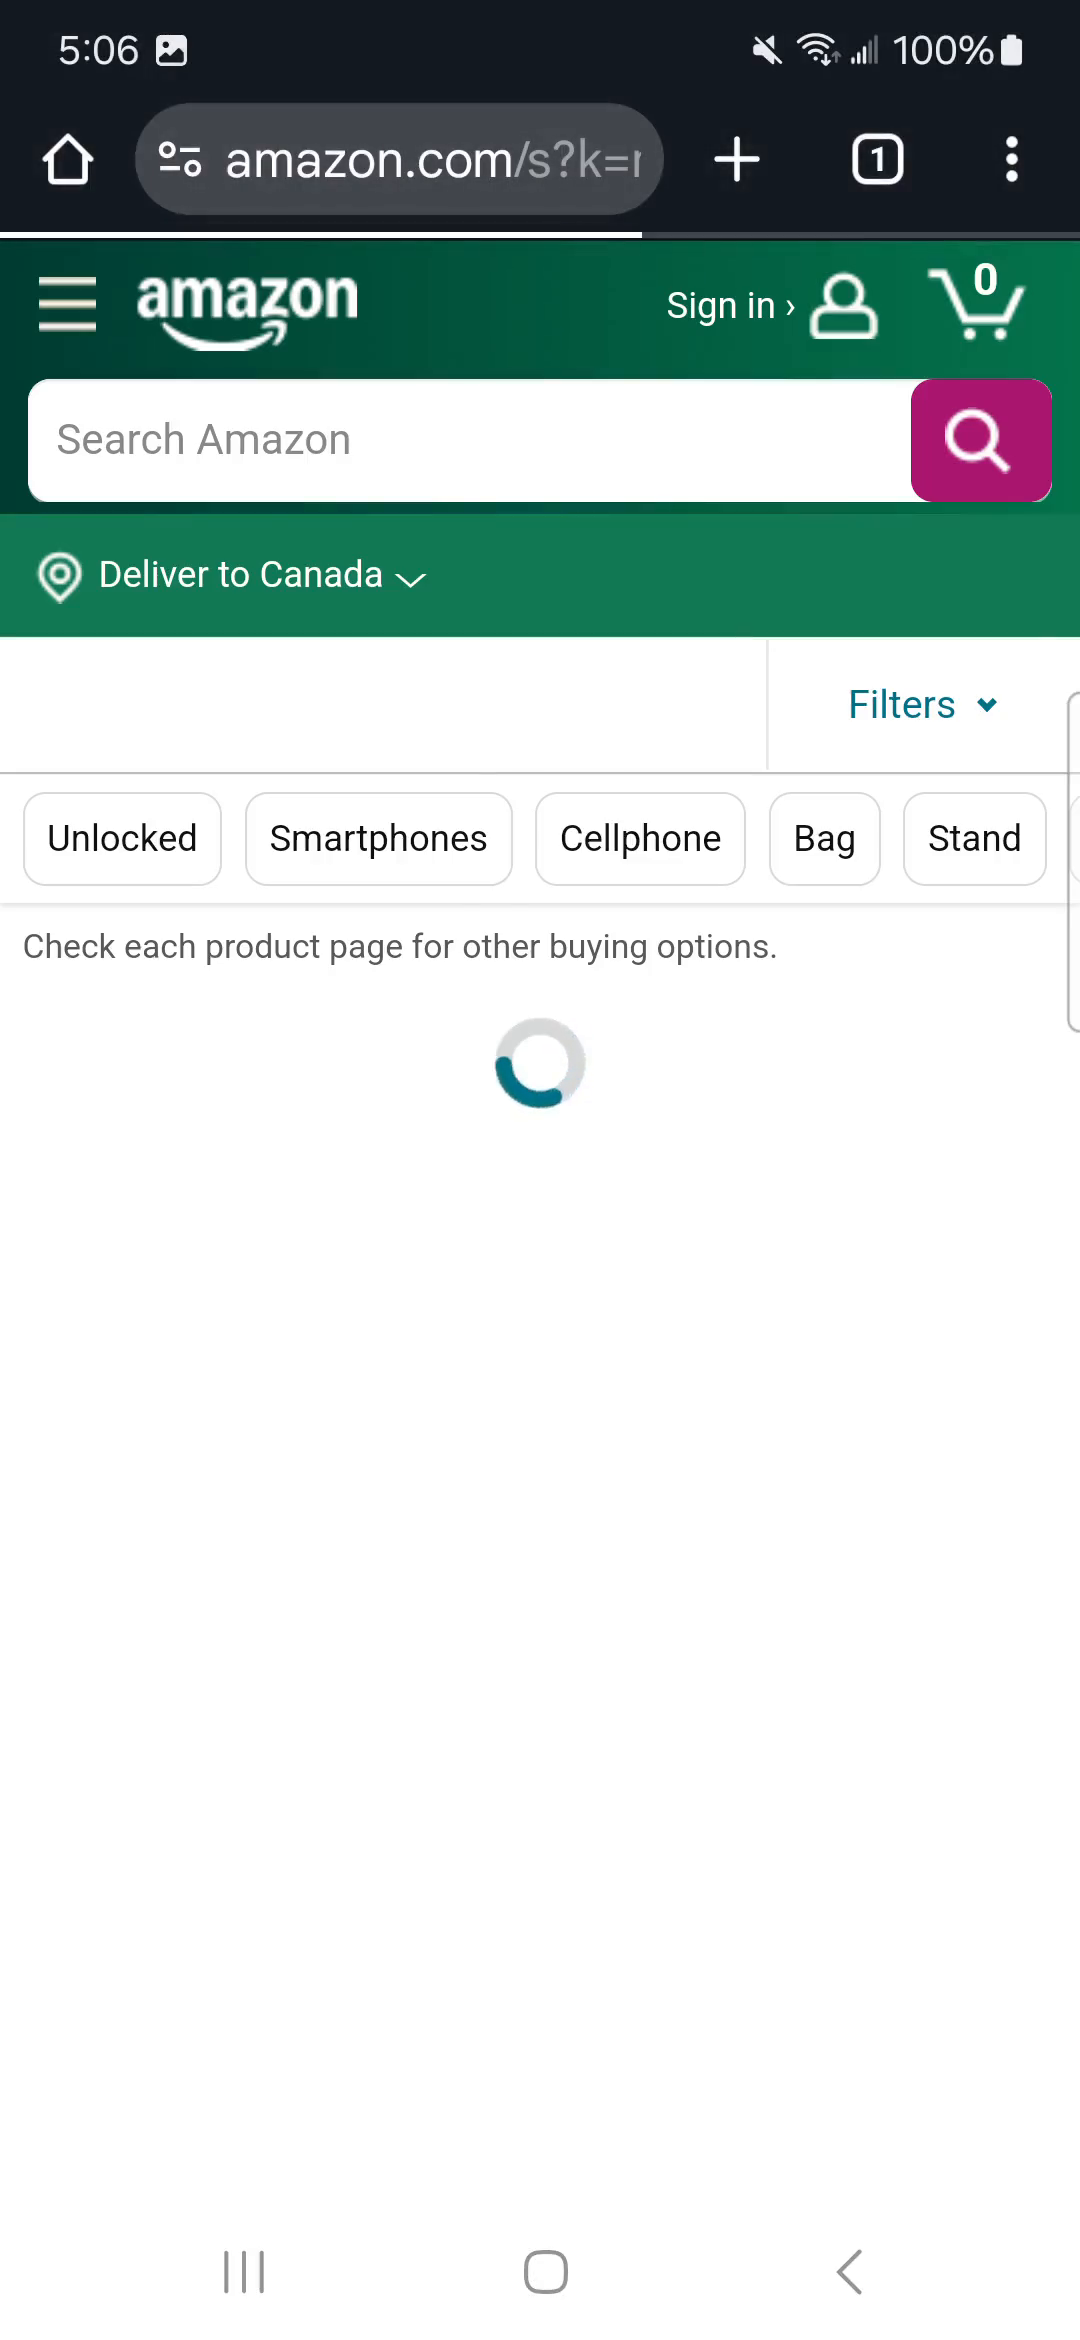 5:06 100%
amazon.com/s?k=
1
amazon Sign in › 0
Search Amazon
Deliver to Canada
Filters
Unlocked Smartphones Cellphone Bag Stand
Check each product page for other buying options.